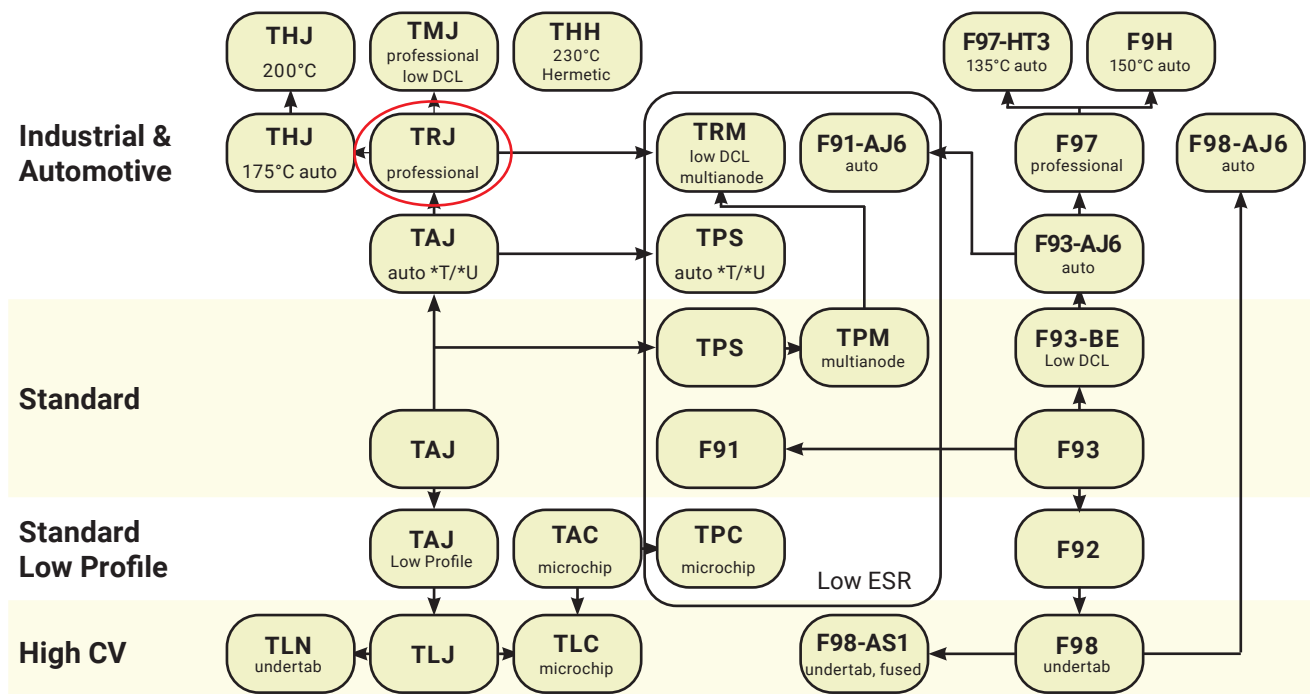 THJ
200°C
TMJ
professional
low DCL
THH
230°C
Hermetic
F97-HT3
135°C auto
F9H
150°C auto
Industrial &
Automotive
THJ
175°C auto
TRJ
professional
TRM
low DCL
multianode
F91-AJ6
auto
F97
professional
F98-AJ6
auto
TAJ
auto *T/*U
TPS
auto *T/*U
F93-AJ6
auto
Standard
TPS
TPM
multianode
F93-BE
Low DCL
TAJ
F91
F93
Standard
Low Profile
TAJ
Low Profile
TAC
microchip
TPC
microchip
Low ESR
F92
High CV
TLN
undertab
TLJ
TLC
microchip
F98-AS1
undertab, fused
F98
undertab